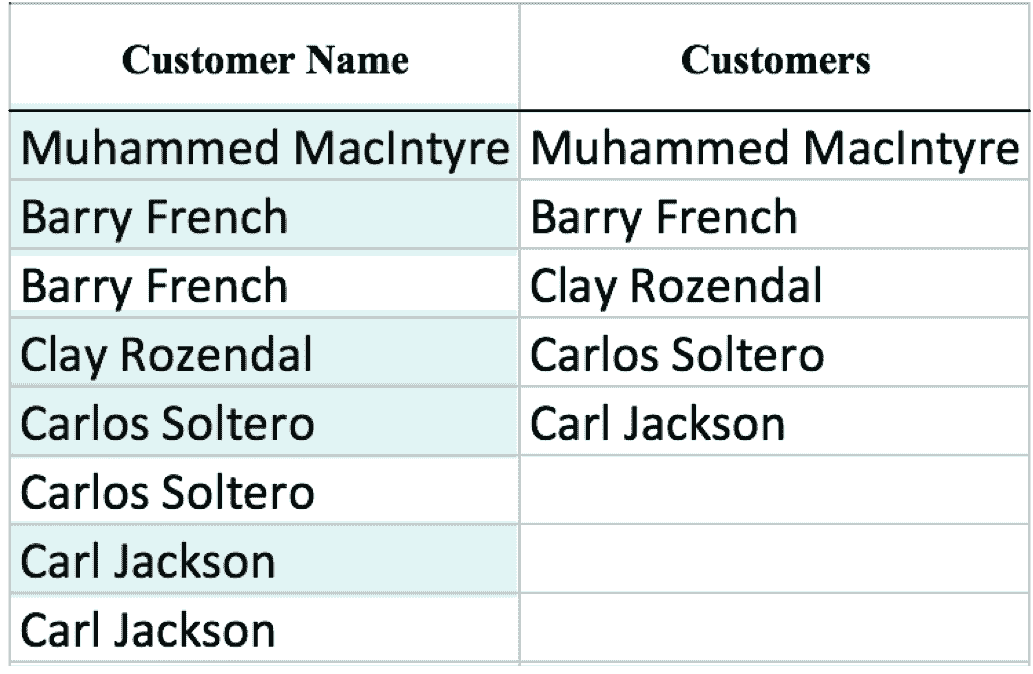 Customer Name Customers
Muhammed MacIntyre Muhammed MacIntyre
Barry French Barry French
Barry French Clay Rozendal
Clay Rozendal Carlos Soltero
Carlos Soltero Carl Jackson
Carlos Soltero
Carl Jackson
Carl Jackson